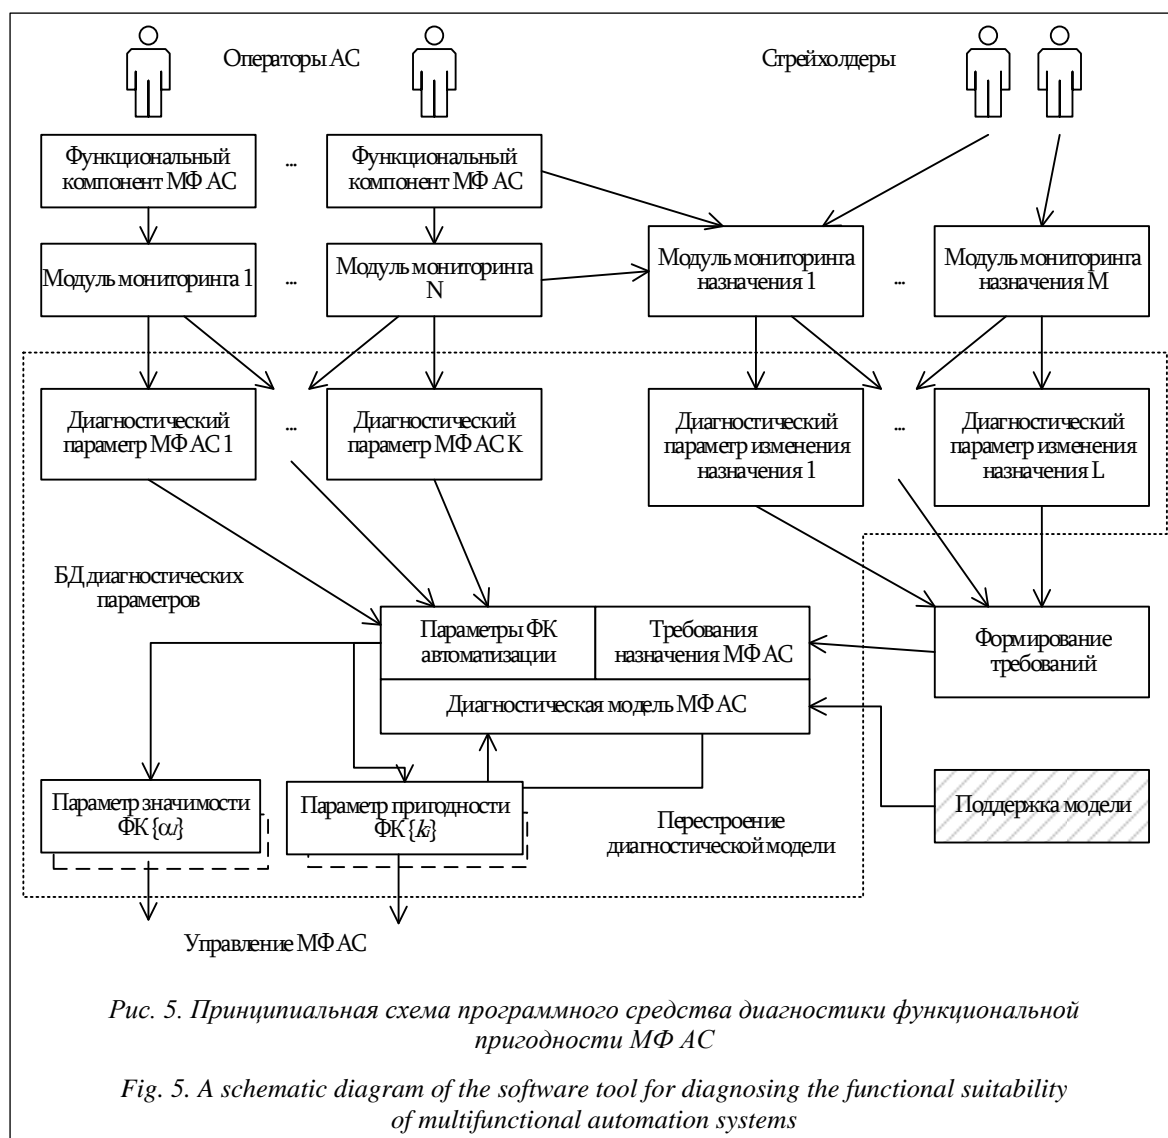 Операторы АС
Стрейхолдеры
Функциональный
компонент МФ АС
...
Функциональный
компонент МФ АС
Модуль мониторинга 1
...
Модуль мониторинга
N
Модуль мониторинга
назначения 1
...
Модуль мониторинга
назначения M
Диагностический
параметр МФ АС 1
...
Диагностический
параметр МФ АС K
Диагностический
параметр изменения
назначения 1
...
Диагностический
параметр изменения
назначения L
БД диагностических
параметров
Параметры ФК
автоматизации
Требования
назначения МФ АС
Формирование
требований
Диагностическая модель МФ АС
Параметр значимости
ФК {αi}
Параметр пригодности
ФК {ki}
Перестроение
диагностической модели
Поддержка модели
Управление МФ АС
Рис. 5. Принципиальная схема программного средства диагностики функциональной
пригодности МФ АС
Fig. 5. A schematic diagram of the software tool for diagnosing the functional suitability
of multifunctional automation systems